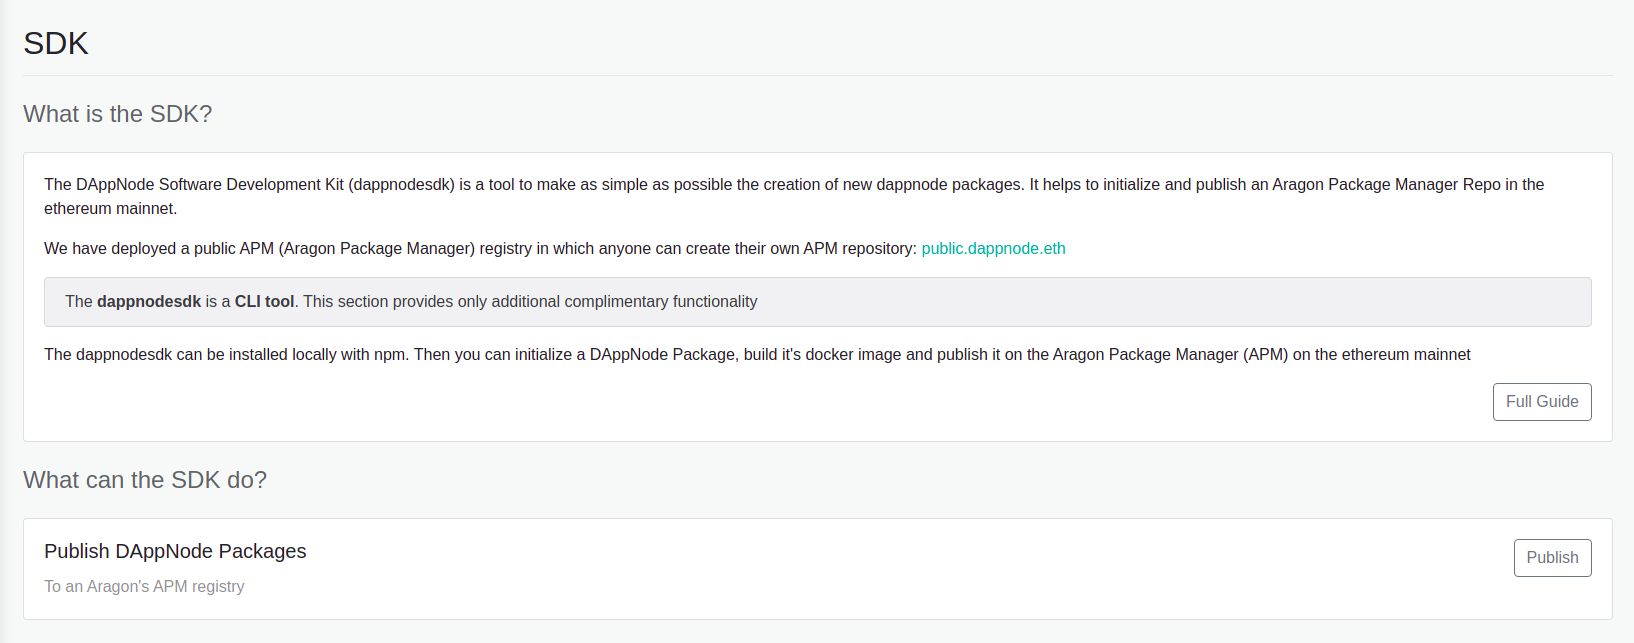 SDK
What is the SDK?
The DAppNode Software Development Kit (dappnodesdk) is a tool to make as simple as possible the creation of new dappnode packages. It helps to initialize and publish an Aragon Package Manager Repo in the
ethereum mainnet.
We have deployed a public APM (Aragon Package Manager) registry in which anyone can create their own APM repository: public.dappnode.eth
The dappnodesdk is a CLI tool. This section provides only additional complimentary functionality
The dappnodesdk can be installed locally with npm. Then you can initialize a DAppNode Package, build it's docker image and publish it on the Aragon Package Manager (APM) on the ethereum mainnet
Full Guide
What can the SDK do?
Publish DAppNode Packages
Publish
To an Aragon's APM registry